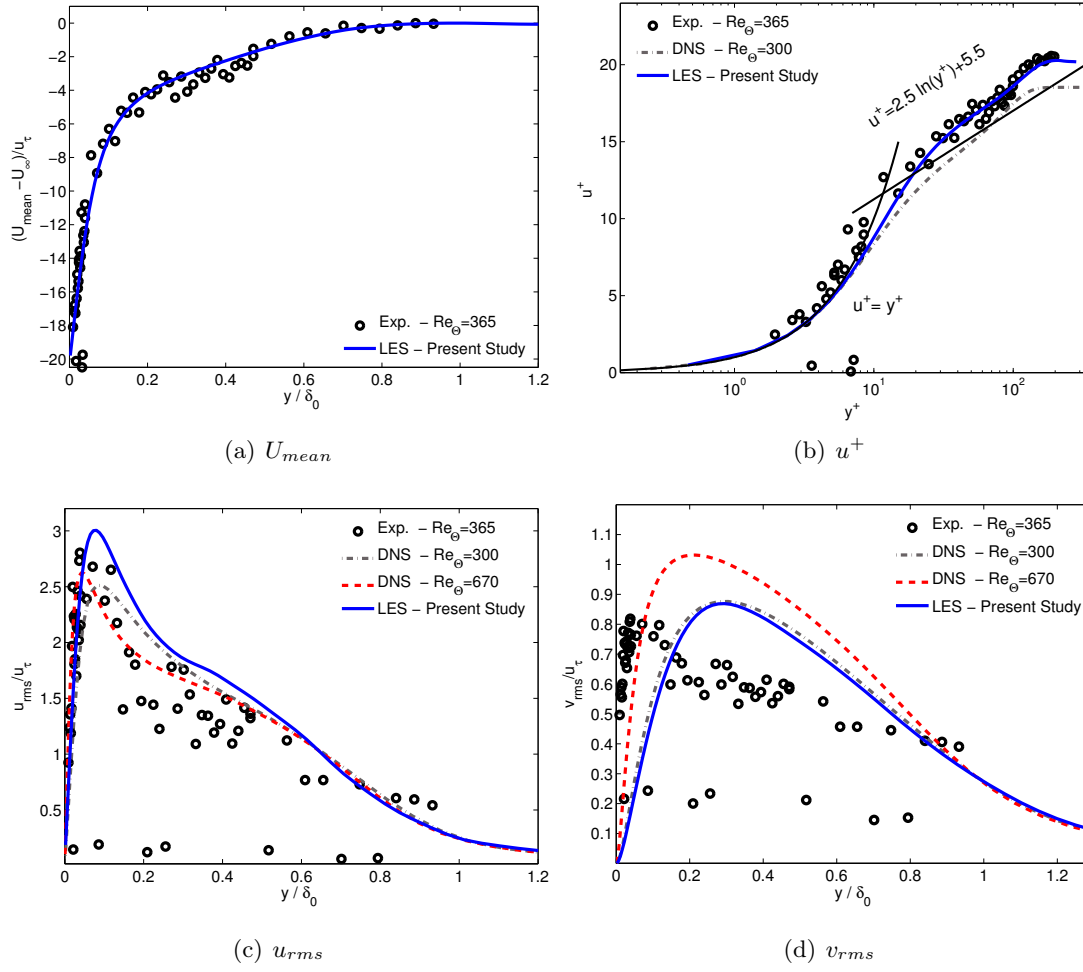 0
−2
−4
−6
−8
−10
−12
−14
−16
−18
−20
(U_mean −U_∞)/u_τ
Exp. − Re_Θ=365
LES − Present Study
0 0.2 0.4 0.6 0.8 1 1.2
y / δ_0
(a) U_mean
20
15
10
5
0
u^+
Exp. − Re_Θ=365
DNS − Re_Θ=300
LES − Present Study
u^+=2.5 ln(y^+)+5.5
u^+= y^+
10^0 10^1 10^2
y^+
(b) u^+
3
2.5
2
1.5
1
0.5
u_rms/u_τ
Exp. − Re_Θ=365
DNS − Re_Θ=300
DNS − Re_Θ=670
LES − Present Study
0 0.2 0.4 0.6 0.8 1 1.2
y / δ_0
(c) u_rms
1.1
1
0.9
0.8
0.7
0.6
0.5
0.4
0.3
0.2
0.1
v_rms/u_τ
Exp. − Re_Θ=365
DNS − Re_Θ=300
DNS − Re_Θ=670
LES − Present Study
0 0.2 0.4 0.6 0.8 1 1.2
y / δ_0
(d) v_rms